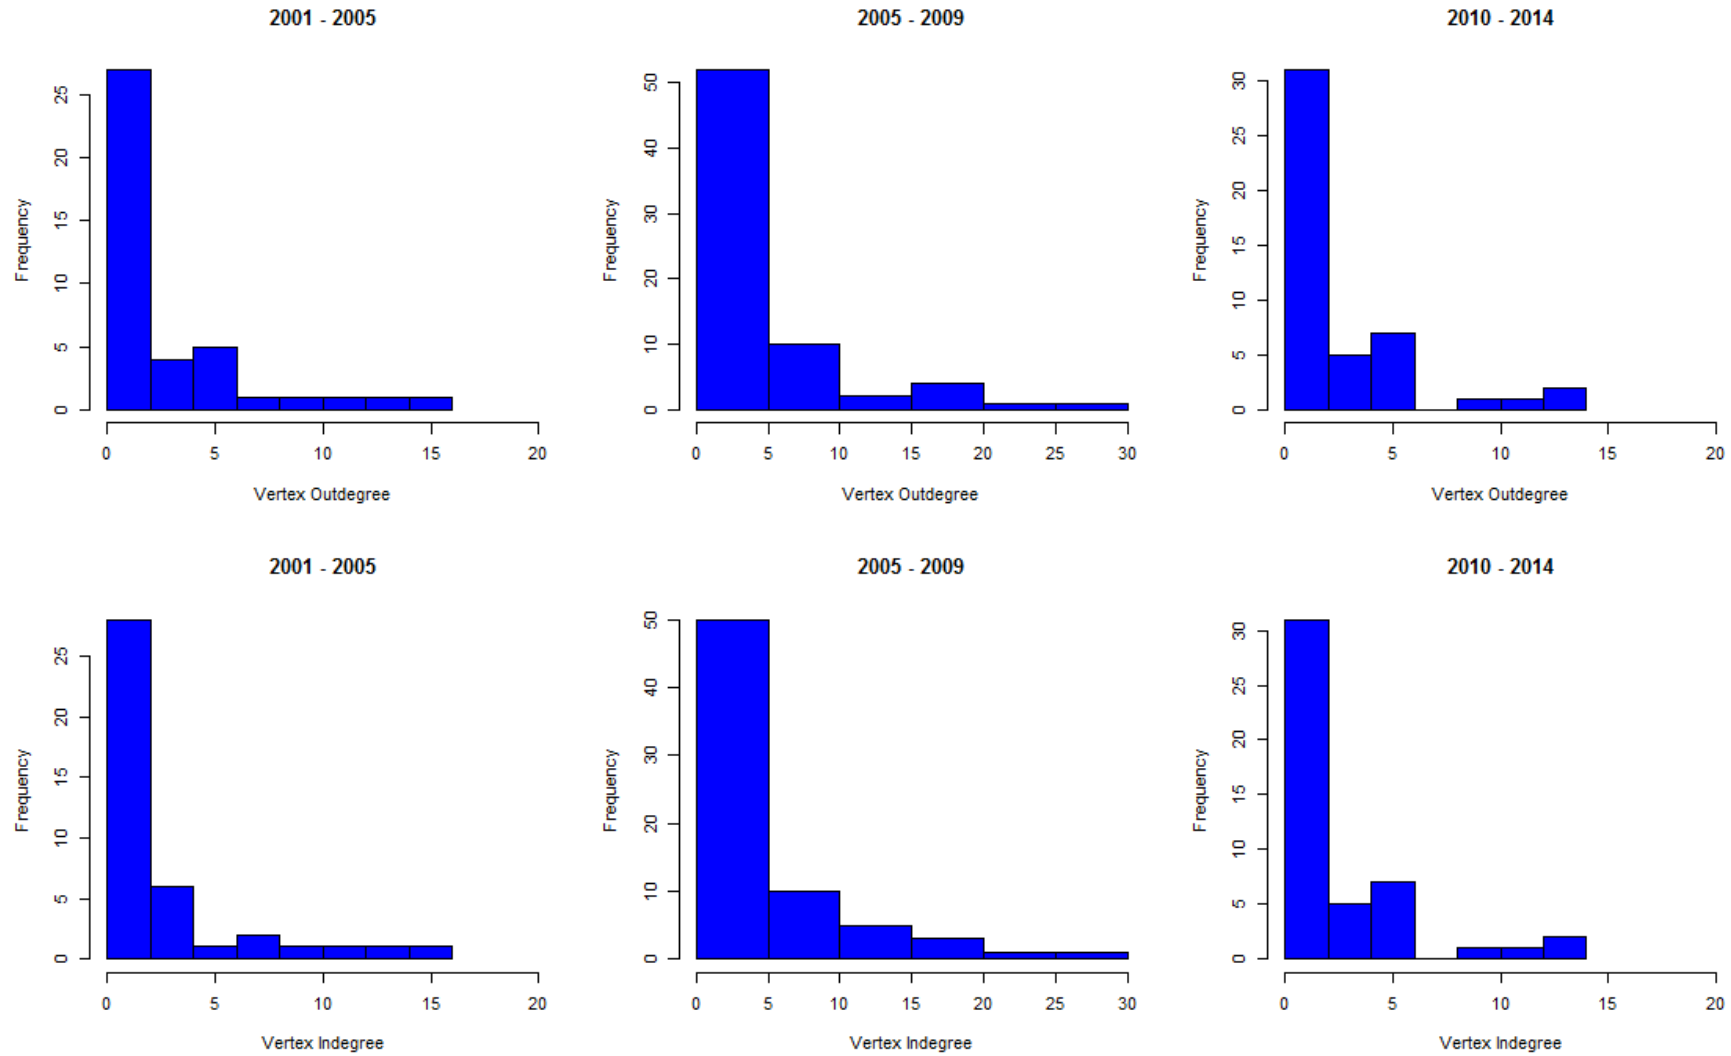 2001 - 2005
Frequency
0 5 10 15 20 25
0 5 10 15 20
Vertex Outdegree
2005 - 2009
Frequency
0 10 20 30 40 50
0 5 10 15 20 25 30
Vertex Outdegree
2010 - 2014
Frequency
0 5 10 15 20 25 30
0 5 10 15 20
Vertex Outdegree
2001 - 2005
Frequency
0 5 10 15 20 25
0 5 10 15 20
Vertex Indegree
2005 - 2009
Frequency
0 10 20 30 40 50
0 5 10 15 20 25 30
Vertex Indegree
2010 - 2014
Frequency
0 5 10 15 20 25 30
0 5 10 15 20
Vertex Indegree